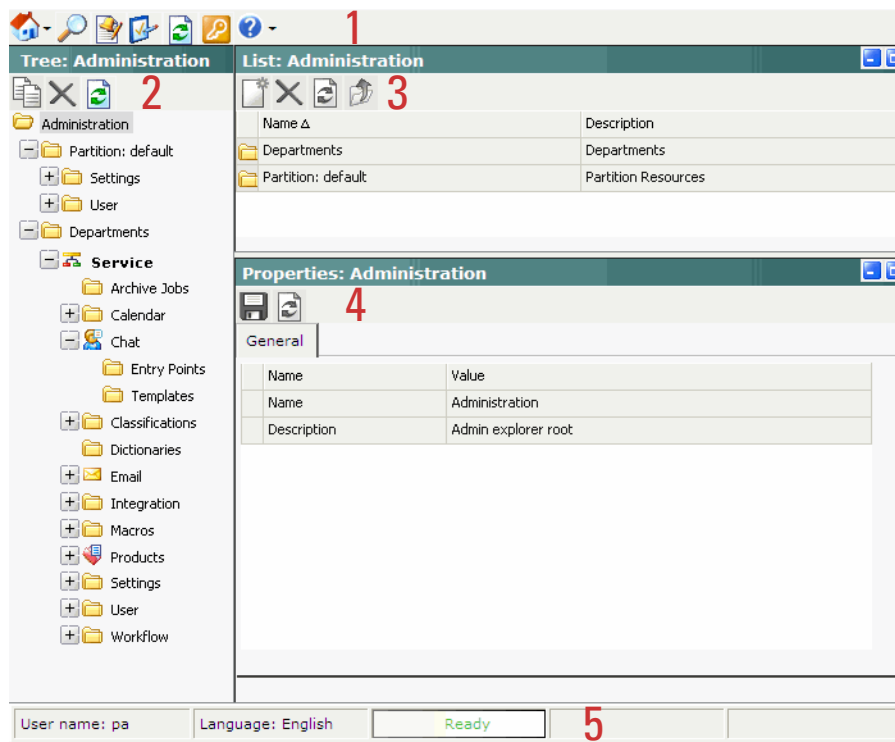 1
Tree: Administration
2
Administration
Partition: default
Settings
User
Departments
Service
Archive Jobs
Calendar
Chat
Entry Points
Templates
Classifications
Dictionaries
Email
Integration
Macros
Products
Settings
User
Workflow
List: Administration
3
Name Description
Departments Departments
Partition: default Partition Resources
Properties: Administration
4
General
Name Value
Name Administration
Description Admin explorer root
User name: pa Language: English Ready 5